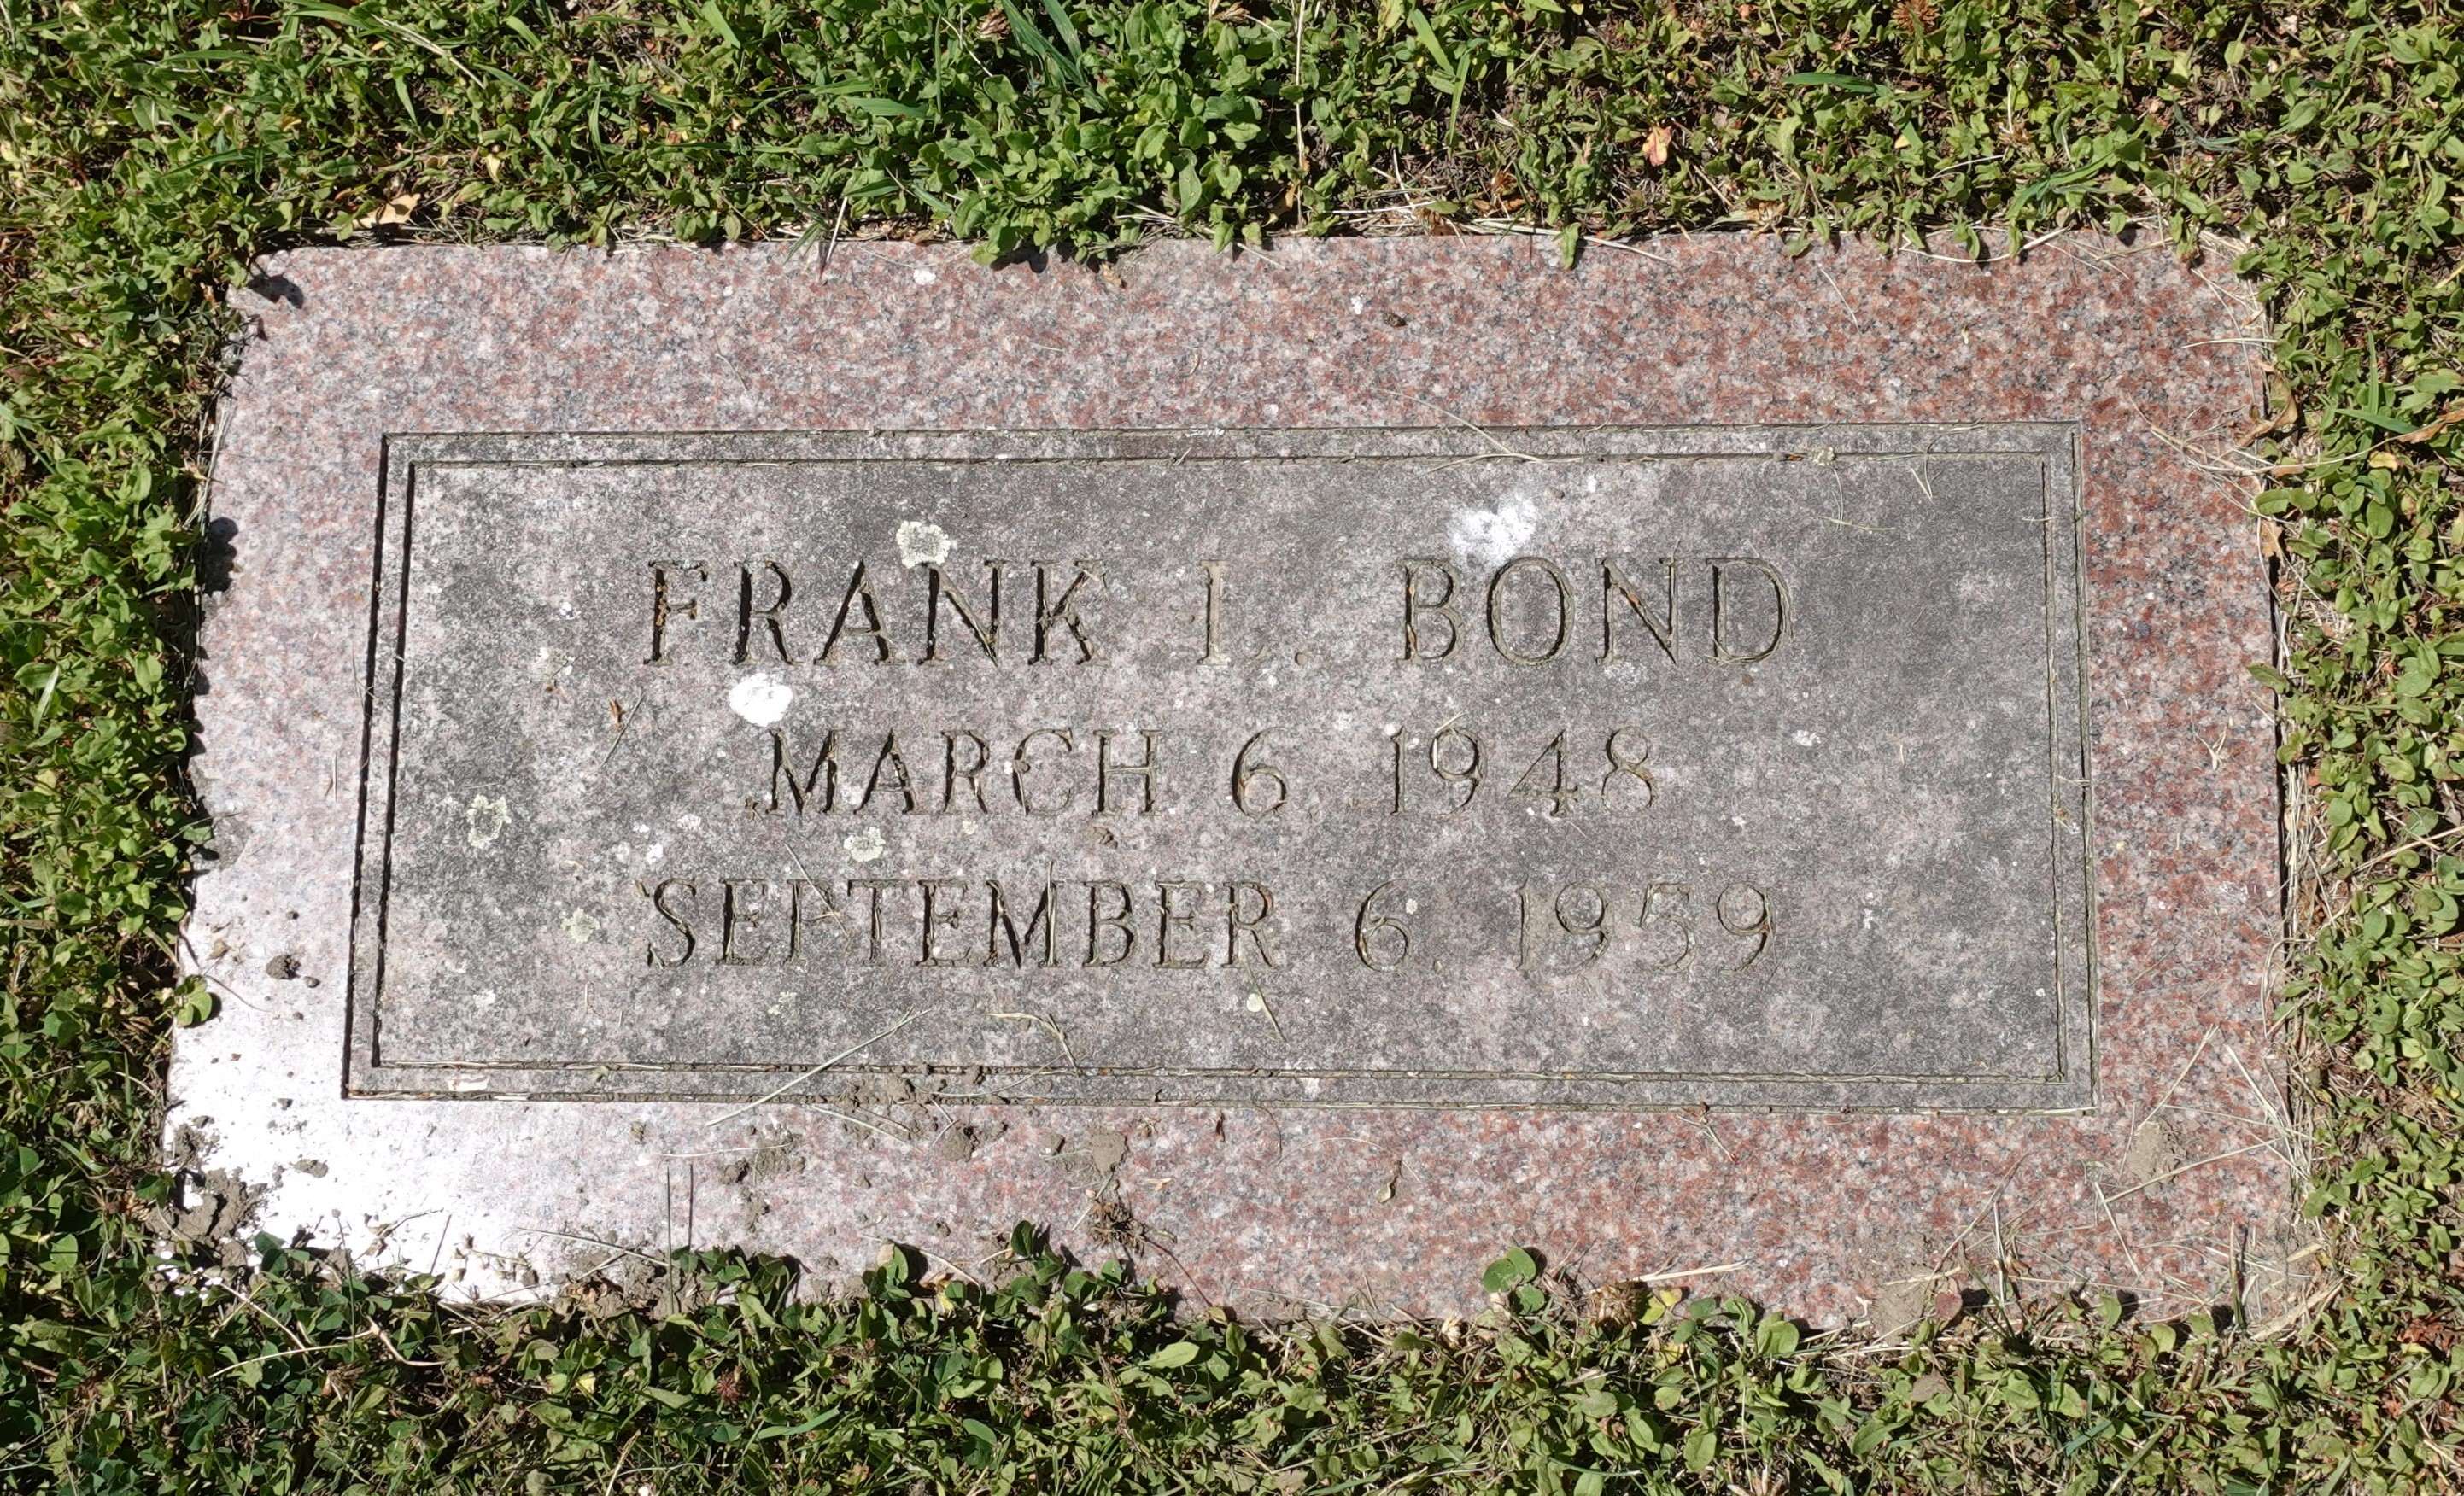 FRANK L. BOND
MARCH 6, 1948
SEPTEMBER 6, 1959